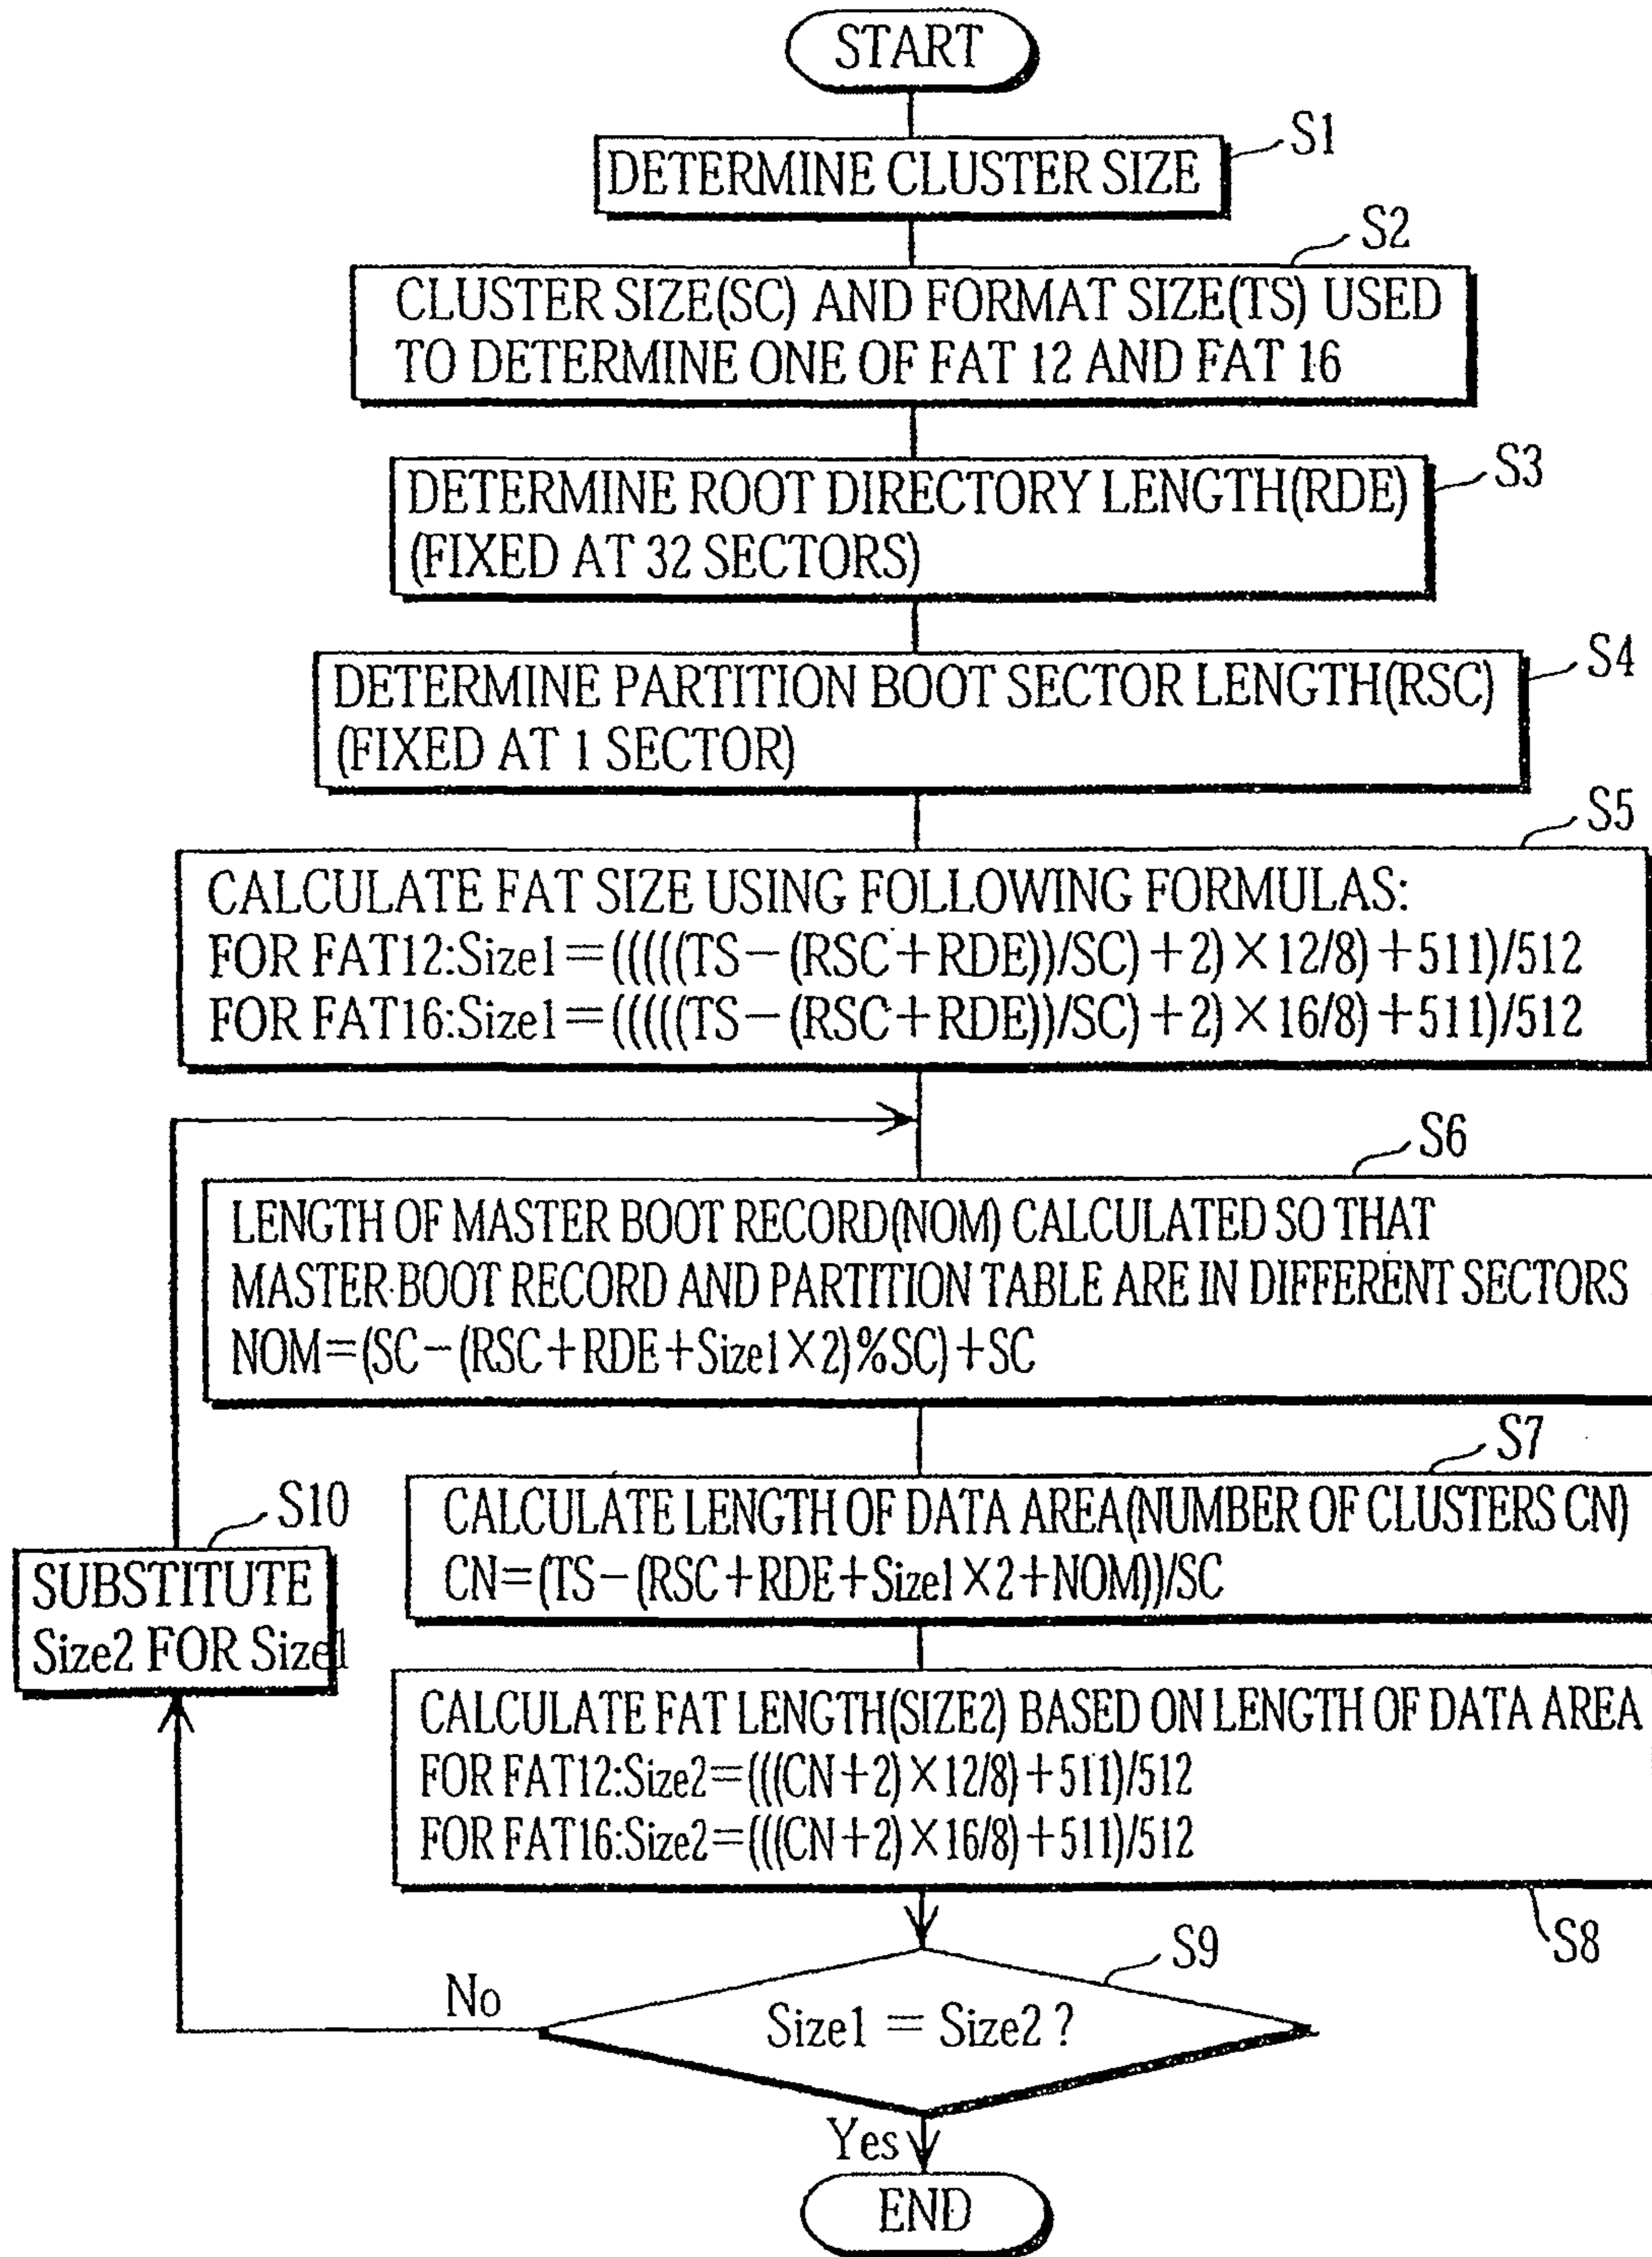 START
S1
DETERMINE CLUSTER SIZE
S2
CLUSTER SIZE(SC) AND FORMAT SIZE(TS) USED
TO DETERMINE ONE OF FAT 12 AND FAT 16
S3
DETERMINE ROOT DIRECTORY LENGTH(RDE)
(FIXED AT 32 SECTORS)
S4
DETERMINE PARTITION BOOT SECTOR LENGTH(RSC)
(FIXED AT 1 SECTOR)
S5
CALCULATE FAT SIZE USING FOLLOWING FORMULAS:
FOR FAT12:Size1=(((((TS-(RSC+RDE))/SC)+2)×12/8)+511)/512
FOR FAT16:Size1=(((((TS-(RSC+RDE))/SC)+2)×16/8)+511)/512
S6
LENGTH OF MASTER BOOT RECORD(NOM) CALCULATED SO THAT
MASTER BOOT RECORD AND PARTITION TABLE ARE IN DIFFERENT SECTORS
NOM=(SC-(RSC+RDE+Size1×2)%SC)+SC
S7
CALCULATE LENGTH OF DATA AREA(NUMBER OF CLUSTERS CN)
CN=(TS-(RSC+RDE+Size1×2+NOM))/SC
S10
SUBSTITUTE
Size2 FOR Size1
CALCULATE FAT LENGTH(SIZE2) BASED ON LENGTH OF DATA AREA
FOR FAT12:Size2=(((CN+2)×12/8)+511)/512
FOR FAT16:Size2=(((CN+2)×16/8)+511)/512
S8
S9
No
Size1 = Size2 ?
Yes
END